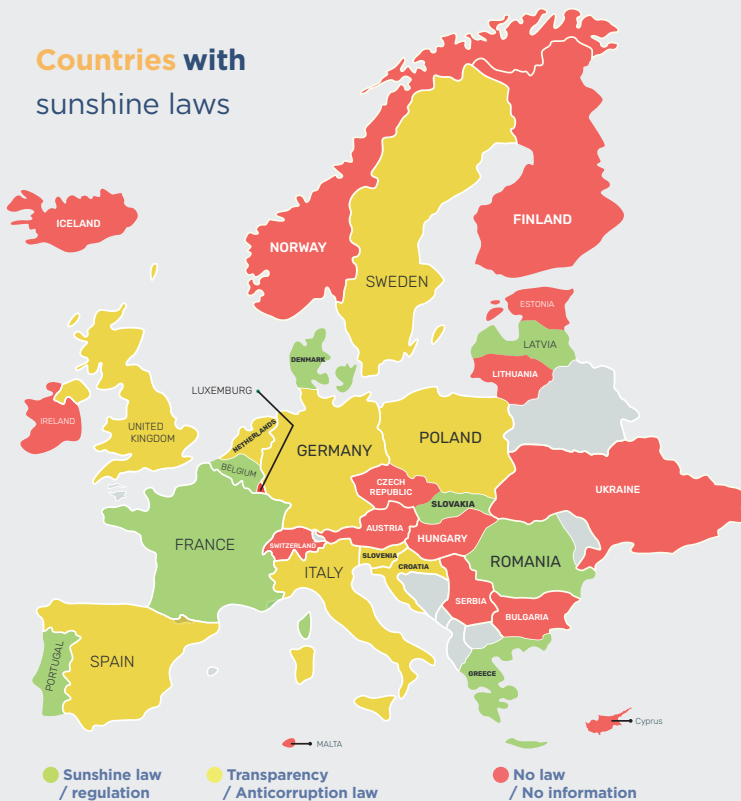 Countries with
sunshine laws
ICELAND
NORWAY
FINLAND
SWEDEN
ESTONIA
LATVIA
LITHUANIA
DENMARK
LUXEMBURG
IRELAND
UNITED
KINGDOM
NETHERLANDS
GERMANY
POLAND
BELGIUM
CZECH
REPUBLIC
SLOVAKIA
UKRAINE
FRANCE
SWITZERLAND
AUSTRIA
HUNGARY
SLOVENIA
CROATIA
ITALY
ROMANIA
SERBIA
BULGARIA
PORTUGAL
SPAIN
GREECE
MALTA
Cyprus
Sunshine law
/ regulation
Transparency
/ Anticorruption law
No law
/ No information